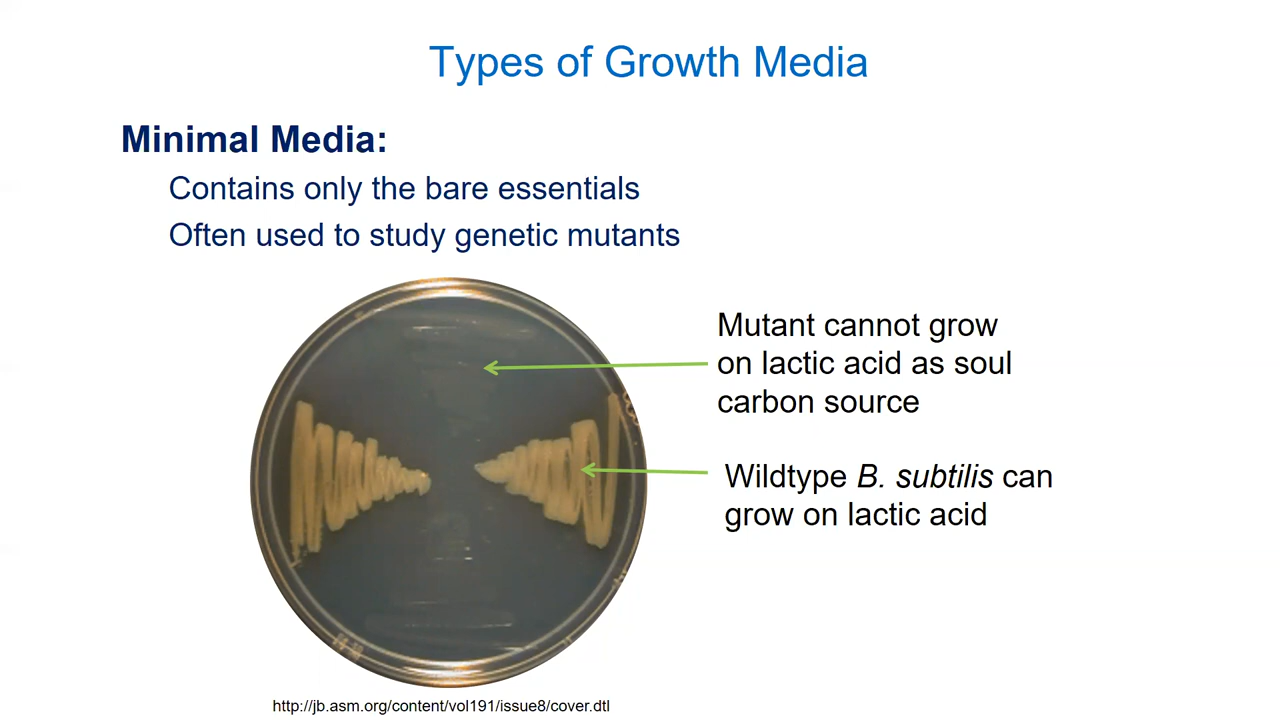 Types of Growth Media
Minimal Media:
Contains only the bare essentials
Often used to study genetic mutants
Mutant cannot grow
on lactic acid as soul
carbon source
Wildtype B. subtilis can
grow on lactic acid
http://jb.asm.org/content/vol191/issue8/cover.dtl